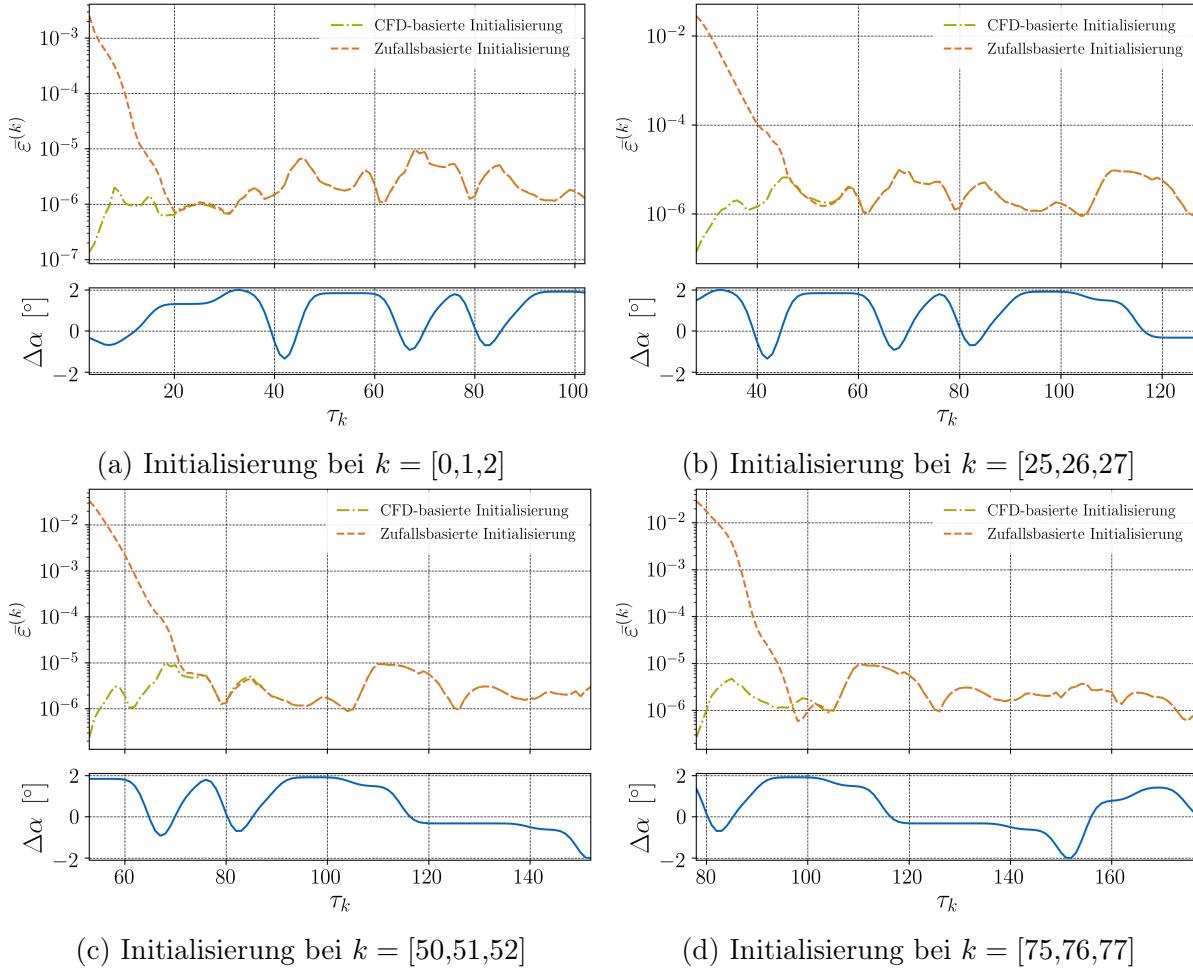 CFD-basierte Initialisierung
Zufallsbasierte Initialisierung
10⁻³
10⁻⁴
10⁻⁵
10⁻⁶
10⁻⁷
ε̄⁽ᵏ⁾
2
0
−2
Δα [°]
20 40 60 80 100
τₖ
(a) Initialisierung bei k = [0,1,2]
CFD-basierte Initialisierung
Zufallsbasierte Initialisierung
10⁻²
10⁻⁴
10⁻⁶
ε̄⁽ᵏ⁾
2
0
−2
Δα [°]
40 60 80 100 120
τₖ
(b) Initialisierung bei k = [25,26,27]
CFD-basierte Initialisierung
Zufallsbasierte Initialisierung
10⁻²
10⁻³
10⁻⁴
10⁻⁵
10⁻⁶
ε̄⁽ᵏ⁾
2
0
−2
Δα [°]
60 80 100 120 140
τₖ
(c) Initialisierung bei k = [50,51,52]
CFD-basierte Initialisierung
Zufallsbasierte Initialisierung
10⁻²
10⁻³
10⁻⁴
10⁻⁵
10⁻⁶
ε̄⁽ᵏ⁾
2
0
−2
Δα [°]
80 100 120 140 160
τₖ
(d) Initialisierung bei k = [75,76,77]